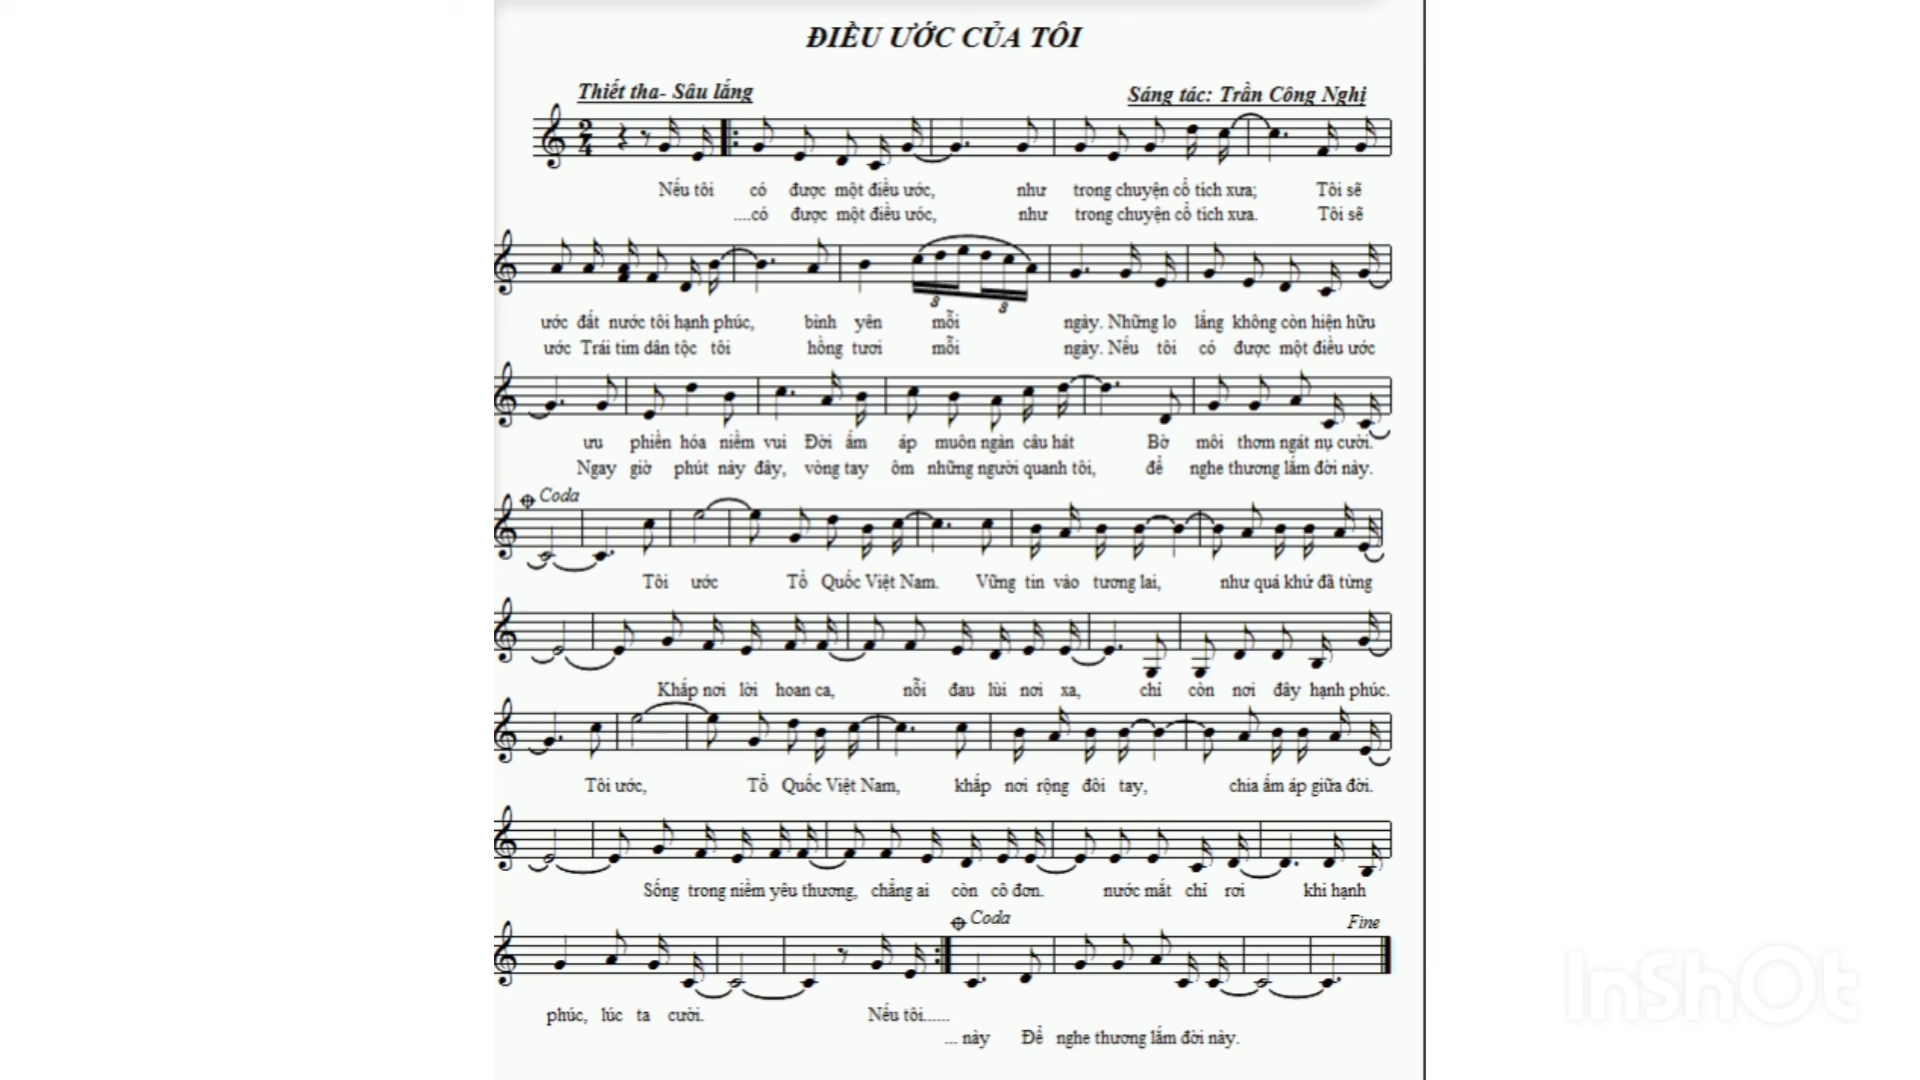 ĐIỀU ƯỚC CỦA TÔI
Thiết tha- Sâu lắng
Sáng tác: Trần Công Nghị
Nếu tôi có được một điều ước, như trong chuyện cổ tích xưa; Tôi sẽ
....có được một điều ước, như trong chuyện cổ tích xưa. Tôi sẽ
3 3
ước đất nước tôi hạnh phúc, bình yên mỗi ngày. Những lo lắng không còn hiện hữu
ước Trái tim dân tộc tôi hồng tươi mỗi ngày. Nếu tôi có được một điều ước
ưu phiền hóa niềm vui Đời ấm áp muôn ngàn câu hát Bờ môi thơm ngát nụ cười.
Ngay giờ phút này đây, vòng tay ôm những người quanh tôi, để nghe thương lắm đời này.
Coda
Tôi ước Tổ Quốc Việt Nam. Vững tin vào tương lai, như quá khứ đã từng
Khắp nơi lời hoan ca, nỗi đau lùi nơi xa, chỉ còn nơi đây hạnh phúc.
Tôi ước, Tổ Quốc Việt Nam, khắp nơi rộng đôi tay, chia ấm áp giữa đời.
Sống trong niềm yêu thương, chẳng ai còn cô đơn. nước mắt chỉ rơi khi hạnh
Coda Fine
phúc, lúc ta cười. Nếu tôi......
... này Để nghe thương lắm đời này.
InShOt